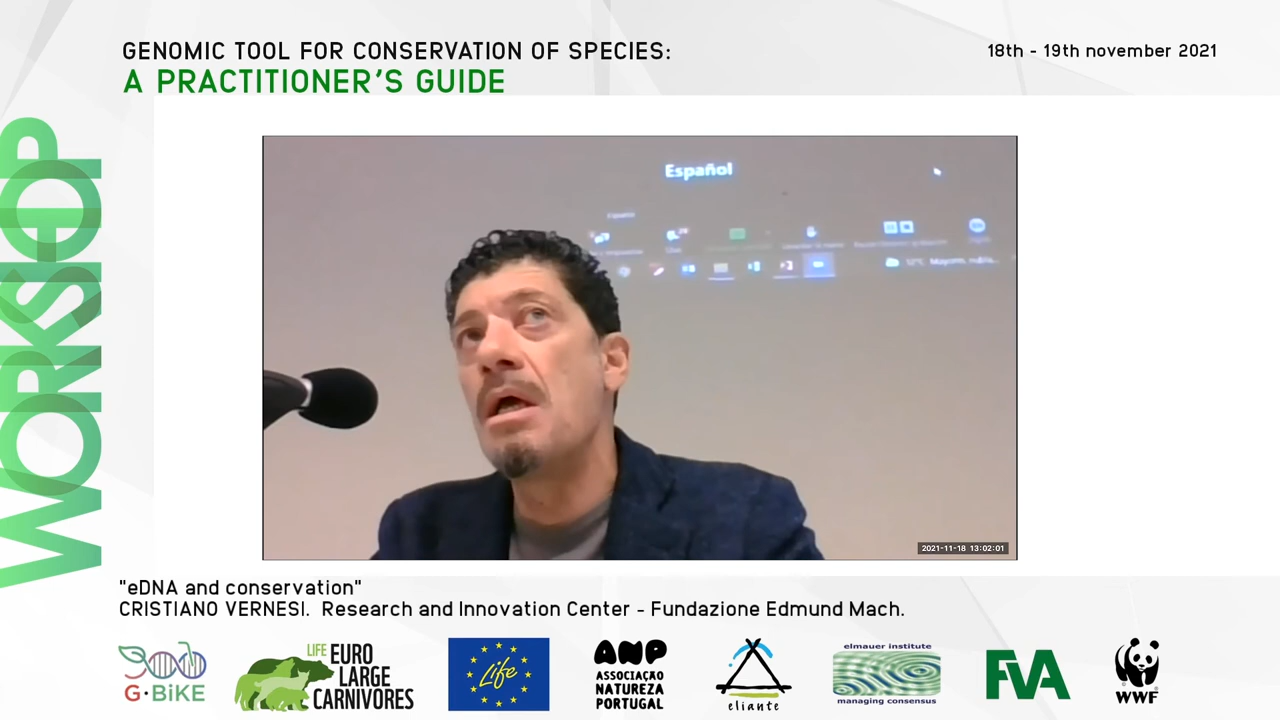 GENOMIC TOOL FOR CONSERVATION OF SPECIES:
A PRACTITIONER'S GUIDE
18th - 19th november 2021
WORKSHOP
Español
12°C
2021-11-18 13:02:01
"eDNA and conservation"
CRISTIANO VERNESI. Research and Innovation Center - Fundazione Edmund Mach.
G·BiKE
LIFE EURO
LARGE
CARNIVORES
Life
ANP
ASSOCIAÇÃO
NATUREZA
PORTUGAL
eliante
elmauer institute
managing consensus
FVA
WWF